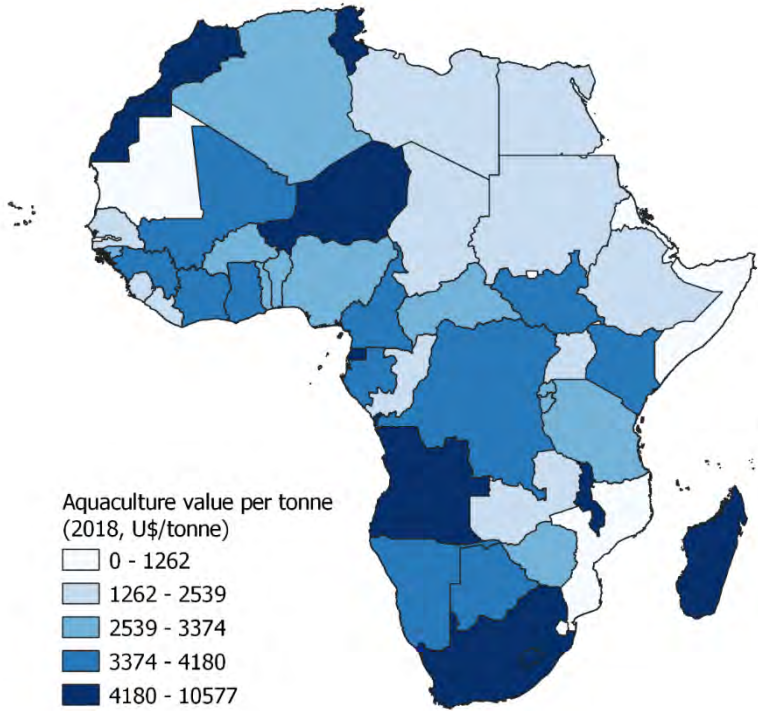 Aquaculture value per tonne
(2018, U$/tonne)
0 - 1262
1262 - 2539
2539 - 3374
3374 - 4180
4180 - 10577